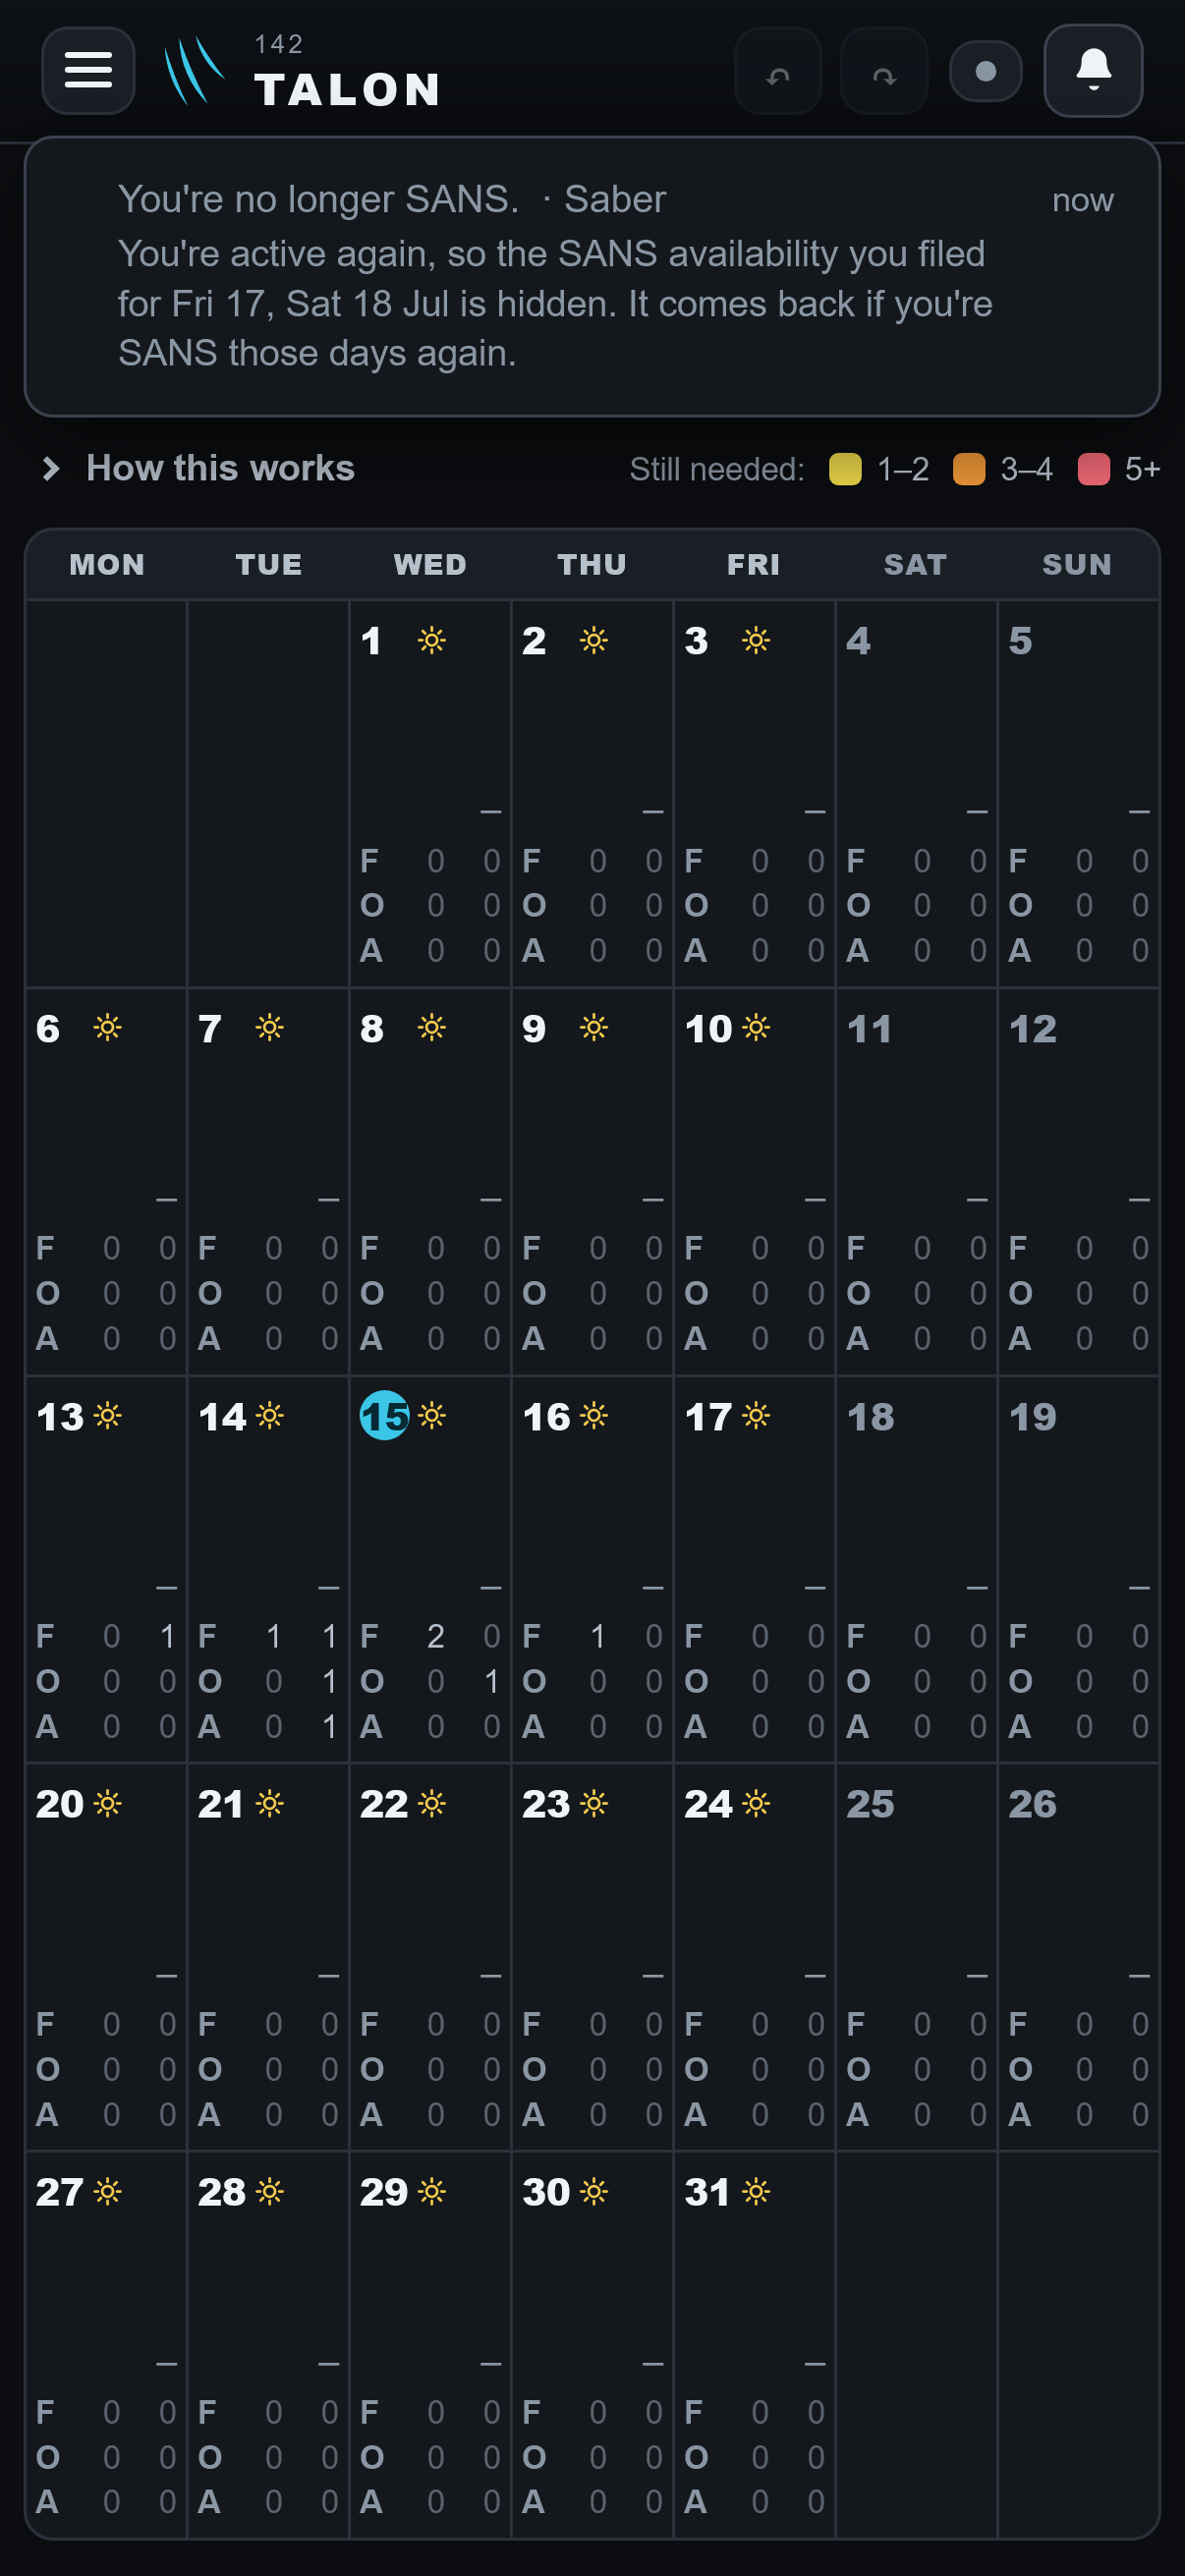 142
TALON
You're no longer SANS. · Saber now
You're active again, so the SANS availability you filed
for Fri 17, Sat 18 Jul is hidden. It comes back if you're
SANS those days again.
How this works Still needed: 1–2 3–4 5+
MON TUE WED THU FRI SAT SUN
1 2 3 4 5
– – – – –
F 0 0 F 0 0 F 0 0 F 0 0 F 0 0
O 0 0 O 0 0 O 0 0 O 0 0 O 0 0
A 0 0 A 0 0 A 0 0 A 0 0 A 0 0
6 7 8 9 10 11 12
– – – – – – –
F 0 0 F 0 0 F 0 0 F 0 0 F 0 0 F 0 0 F 0 0
O 0 0 O 0 0 O 0 0 O 0 0 O 0 0 O 0 0 O 0 0
A 0 0 A 0 0 A 0 0 A 0 0 A 0 0 A 0 0 A 0 0
13 14 15 16 17 18 19
– – – – – – –
F 0 1 F 1 1 F 2 0 F 1 0 F 0 0 F 0 0 F 0 0
O 0 0 O 0 1 O 0 1 O 0 0 O 0 0 O 0 0 O 0 0
A 0 0 A 0 1 A 0 0 A 0 0 A 0 0 A 0 0 A 0 0
20 21 22 23 24 25 26
– – – – – – –
F 0 0 F 0 0 F 0 0 F 0 0 F 0 0 F 0 0 F 0 0
O 0 0 O 0 0 O 0 0 O 0 0 O 0 0 O 0 0 O 0 0
A 0 0 A 0 0 A 0 0 A 0 0 A 0 0 A 0 0 A 0 0
27 28 29 30 31
– – – – –
F 0 0 F 0 0 F 0 0 F 0 0 F 0 0
O 0 0 O 0 0 O 0 0 O 0 0 O 0 0
A 0 0 A 0 0 A 0 0 A 0 0 A 0 0